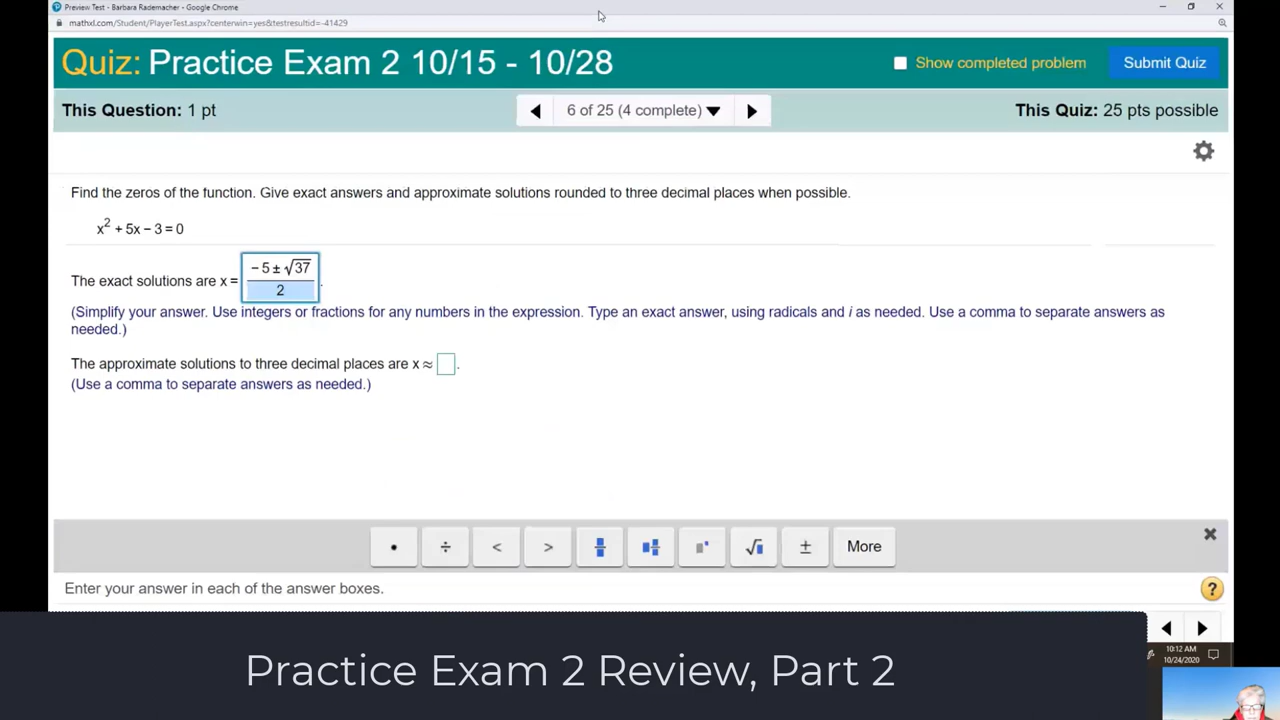 Preview Test - Barbara Rademacher - Google Chrome
mathxl.com/Student/PlayerTest.aspx?centerwin=yes&testresultid=-41429
Quiz: Practice Exam 2 10/15 - 10/28
Show completed problem
Submit Quiz
This Question: 1 pt
6 of 25 (4 complete)
This Quiz: 25 pts possible
Find the zeros of the function. Give exact answers and approximate solutions rounded to three decimal places when possible.
x² + 5x − 3 = 0
The exact solutions are x = (− 5 ± √37)/2 .
(Simplify your answer. Use integers or fractions for any numbers in the expression. Type an exact answer, using radicals and i as needed. Use a comma to separate answers as
needed.)
The approximate solutions to three decimal places are x ≈ .
(Use a comma to separate answers as needed.)
• ÷ < > √ ± More
Enter your answer in each of the answer boxes.
?
Practice Exam 2 Review, Part 2
10:12 AM
10/24/2020